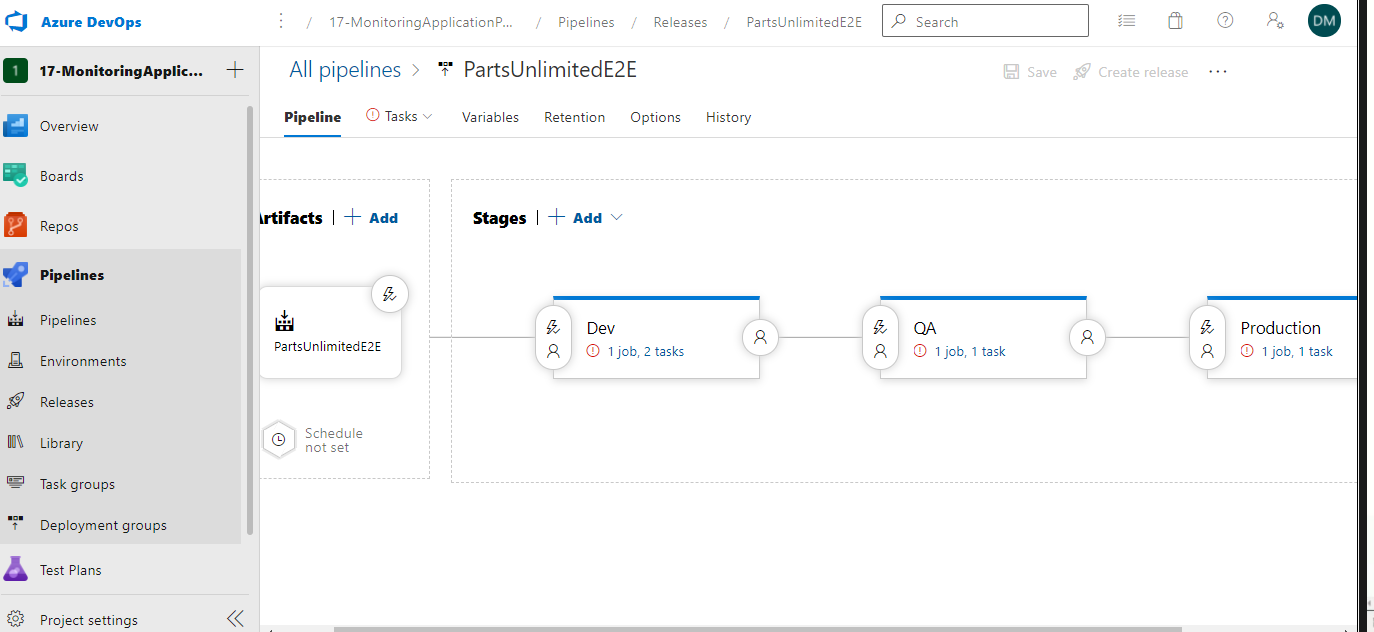 Azure DevOps
/ 17-MonitoringApplicationP... / Pipelines / Releases / PartsUnlimitedE2E
Search
DM
1 17-MonitoringApplic...
Overview
Boards
Repos
Pipelines
Pipelines
Environments
Releases
Library
Task groups
Deployment groups
Test Plans
Project settings
All pipelines > PartsUnlimitedE2E
Save
Create release
Pipeline
Tasks
Variables
Retention
Options
History
Artifacts | + Add
Stages | + Add
PartsUnlimitedE2E
Schedule
not set
Dev
1 job, 2 tasks
QA
1 job, 1 task
Production
1 job, 1 task